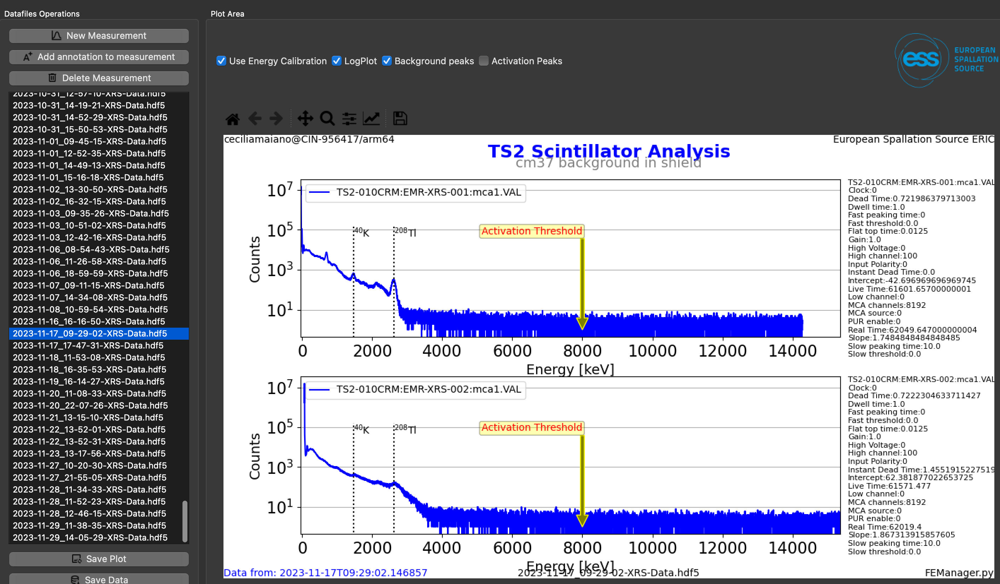 Datafiles Operations
New Measurement
Add annotation to measurement
Delete Measurement
2023-10-31_12-57-10-XRS-Data.hdf5
2023-10-31_14-19-21-XRS-Data.hdf5
2023-10-31_14-52-29-XRS-Data.hdf5
2023-10-31_15-50-53-XRS-Data.hdf5
2023-11-01_09-45-15-XRS-Data.hdf5
2023-11-01_12-52-35-XRS-Data.hdf5
2023-11-01_14-49-13-XRS-Data.hdf5
2023-11-01_15-16-18-XRS-Data.hdf5
2023-11-02_13-30-50-XRS-Data.hdf5
2023-11-02_16-32-15-XRS-Data.hdf5
2023-11-03_09-35-26-XRS-Data.hdf5
2023-11-03_10-51-02-XRS-Data.hdf5
2023-11-03_12-42-16-XRS-Data.hdf5
2023-11-06_08-54-43-XRS-Data.hdf5
2023-11-06_11-26-58-XRS-Data.hdf5
2023-11-06_18-59-59-XRS-Data.hdf5
2023-11-07_09-11-15-XRS-Data.hdf5
2023-11-07_14-34-08-XRS-Data.hdf5
2023-11-08_10-59-54-XRS-Data.hdf5
2023-11-16_16-16-50-XRS-Data.hdf5
2023-11-17_09-29-02-XRS-Data.hdf5
2023-11-17_17-47-31-XRS-Data.hdf5
2023-11-18_11-53-08-XRS-Data.hdf5
2023-11-18_16-35-53-XRS-Data.hdf5
2023-11-19_16-14-27-XRS-Data.hdf5
2023-11-20_11-08-33-XRS-Data.hdf5
2023-11-20_22-07-26-XRS-Data.hdf5
2023-11-21_13-15-10-XRS-Data.hdf5
2023-11-22_13-52-01-XRS-Data.hdf5
2023-11-22_13-52-31-XRS-Data.hdf5
2023-11-23_13-17-56-XRS-Data.hdf5
2023-11-27_10-20-30-XRS-Data.hdf5
2023-11-27_21-55-05-XRS-Data.hdf5
2023-11-28_11-34-33-XRS-Data.hdf5
2023-11-28_11-52-23-XRS-Data.hdf5
2023-11-28_12-46-15-XRS-Data.hdf5
2023-11-29_11-38-35-XRS-Data.hdf5
2023-11-29_14-05-29-XRS-Data.hdf5
Save Plot
Save Data
Plot Area
Use Energy Calibration LogPlot Background peaks Activation Peaks
ess
EUROPEAN
SPALLATION
SOURCE
ceciliamaiano@CIN-956417/arm64
European Spallation Source ERIC
TS2 Scintillator Analysis
cm37 background in shield
TS2-010CRM:EMR-XRS-001:mca1.VAL
10^7
10^5
10^3
10^1
Counts
⁴⁰K
²⁰⁸Tl
Activation Threshold
0 2000 4000 6000 8000 10000 12000 14000
Energy [keV]
TS2-010CRM:EMR-XRS-001:mca1.VAL
Clock:0
Dead Time:0.721986379713003
Dwell time:1.0
Fast peaking time:0
Fast threshold:0.0
Flat top time:0.0125
Gain:1.0
High Voltage:0
High channel:100
Input Polarity:0
Instant Dead Time:0.0
Intercept:-42.696969696969745
Live Time:61601.65700000001
Low channel:0
MCA channels:8192
MCA source:0
PUR enable:0
Real Time:62049.647000000004
Slope:1.7484848484848485
Slow peaking time:10.0
Slow threshold:0.0
TS2-010CRM:EMR-XRS-002:mca1.VAL
10^7
10^5
10^3
10^1
Counts
⁴⁰K
²⁰⁸Tl
Activation Threshold
0 2000 4000 6000 8000 10000 12000 14000
Energy [keV]
TS2-010CRM:EMR-XRS-002:mca1.VAL
Clock:0
Dead Time:0.7222304633711427
Dwell time:1.0
Fast peaking time:0
Fast threshold:0.0
Flat top time:0.0125
Gain:1.0
High Voltage:0
High channel:100
Input Polarity:0
Instant Dead Time:1.4551915227519
Intercept:62.381877022653725
Live Time:61571.477
Low channel:0
MCA channels:8192
MCA source:0
PUR enable:0
Real Time:62019.4
Slope:1.867313915857605
Slow peaking time:10.0
Slow threshold:0.0
Data from: 2023-11-17T09:29:02.146857
2023-11-17_09-29-02-XRS-Data.hdf5
FEManager.py